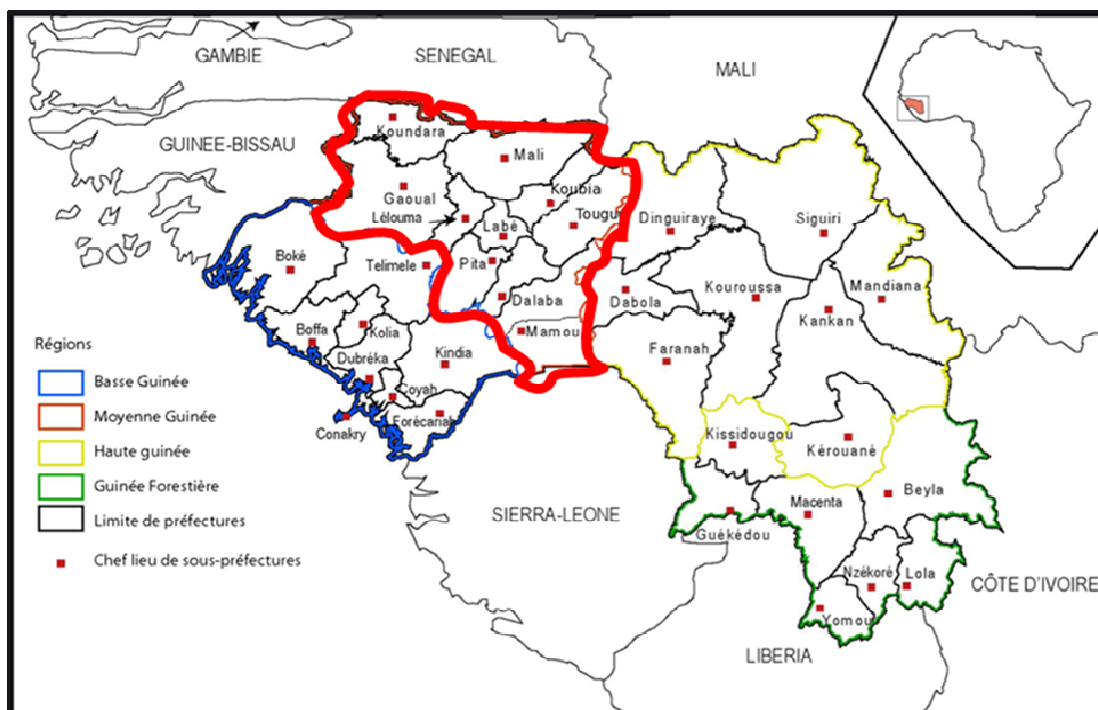 GAMBIE
SENEGAL
MALI
GUINEE-BISSAU
Koundara
Mali
Gaoual
Koubia
Lélouma
Labé
Tougu
Dinguiraye
Siguiri
Boké
Telimele
Pita
Dalaba
Dabola
Kouroussa
Mandiana
Kankan
Boffa
Kolia
Mamou
Dubréka
Kindia
Faranah
Coyah
Forécariah
Conakry
Kissidougou
Kérouané
Régions
Basse Guinée
Moyenne Guinée
Haute guinée
Guinée Forestière
Limite de préfectures
Chef lieu de sous-préfectures
SIERRA-LEONE
Guékédou
Macenta
Beyla
Nzékoré
Lola
Yomou
CÔTE D'IVOIRE
LIBERIA